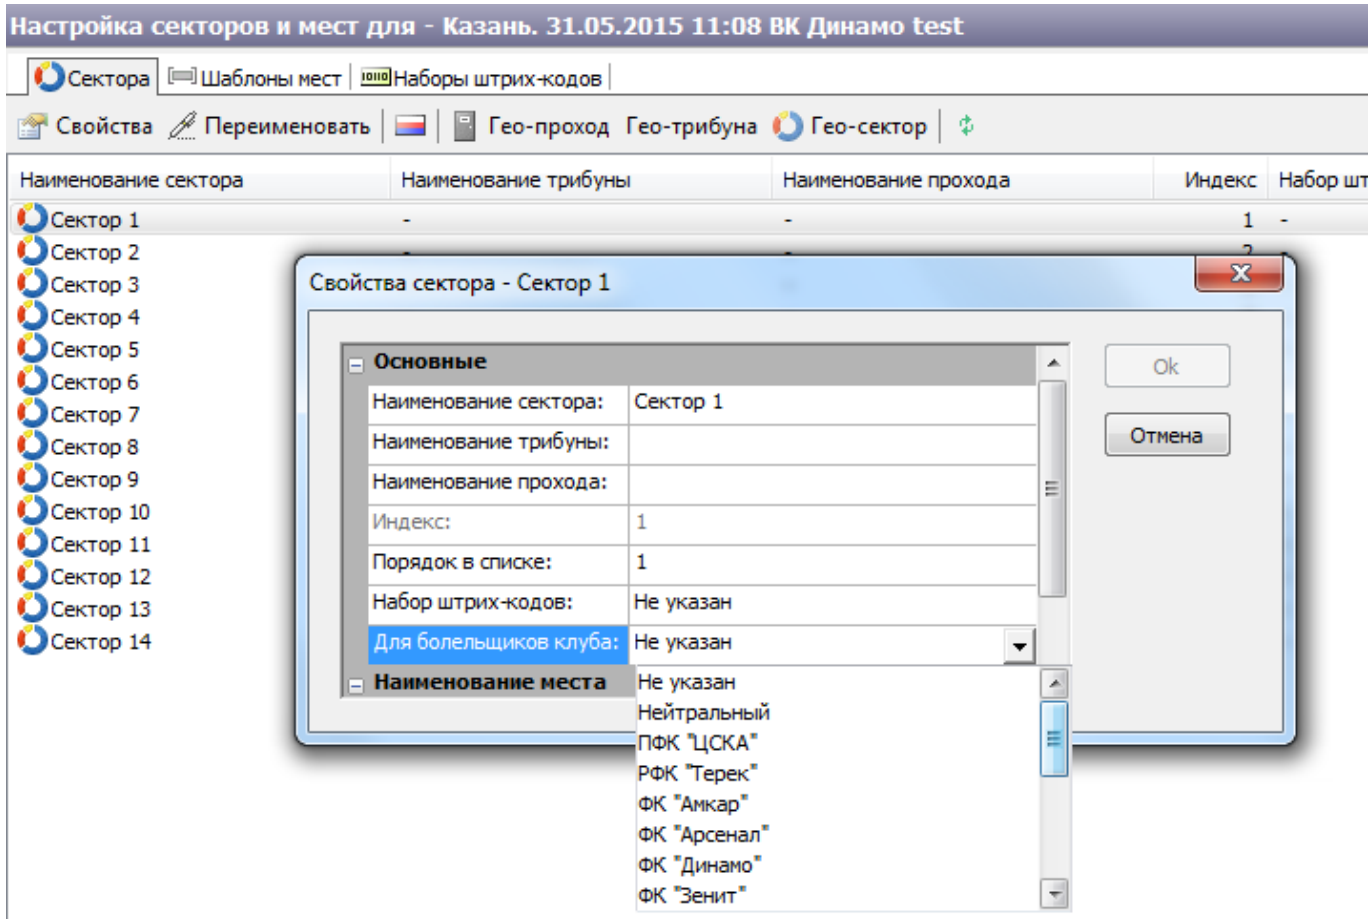 Настройка секторов и мест для - Казань. 31.05.2015 11:08 ВК Динамо test
Сектора Шаблоны мест Наборы штрих-кодов
Свойства Переименовать Гео-проход Гео-трибуна Гео-сектор
Наименование сектора Наименование трибуны Наименование прохода Индекс Набор шт
Сектор 1 - - 1 -
Сектор 2
Сектор 3
Сектор 4
Сектор 5
Сектор 6
Сектор 7
Сектор 8
Сектор 9
Сектор 10
Сектор 11
Сектор 12
Сектор 13
Сектор 14
Свойства сектора - Сектор 1
Основные
Наименование сектора: Сектор 1
Наименование трибуны:
Наименование прохода:
Индекс: 1
Порядок в списке: 1
Набор штрих-кодов: Не указан
Для болельщиков клуба: Не указан
Наименование места
Ok
Отмена
Не указан
Нейтральный
ПФК "ЦСКА"
РФК "Терек"
ФК "Амкар"
ФК "Арсенал"
ФК "Динамо"
ФК "Зенит"